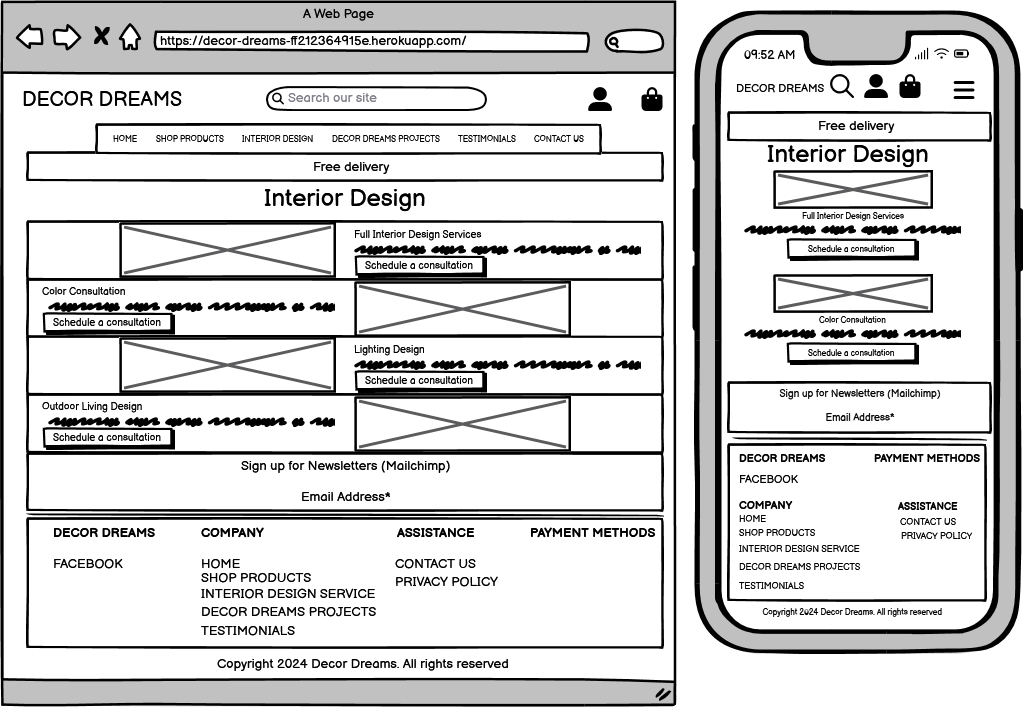 A Web Page
https://decor-dreams-ff212364915e.herokuapp.com/
DECOR DREAMS
Search our site
HOME SHOP PRODUCTS INTERIOR DESIGN DECOR DREAMS PROJECTS TESTIMONIALS CONTACT US
Free delivery
Interior Design
Full Interior Design Services
Schedule a consultation
Color Consultation
Schedule a consultation
Lighting Design
Schedule a consultation
Outdoor Living Design
Schedule a consultation
Sign up for Newsletters (Mailchimp)
Email Address*
DECOR DREAMS COMPANY ASSISTANCE PAYMENT METHODS
FACEBOOK HOME CONTACT US
SHOP PRODUCTS PRIVACY POLICY
INTERIOR DESIGN SERVICE
DECOR DREAMS PROJECTS
TESTIMONIALS
Copyright 2024 Decor Dreams. All rights reserved
09:52 AM
DECOR DREAMS
Free delivery
Interior Design
Full Interior Design Services
Schedule a consultation
Color Consultation
Schedule a consultation
Sign up for Newsletters (Mailchimp)
Email Address*
DECOR DREAMS PAYMENT METHODS
FACEBOOK
COMPANY ASSISTANCE
HOME CONTACT US
SHOP PRODUCTS PRIVACY POLICY
INTERIOR DESIGN SERVICE
DECOR DREAMS PROJECTS
TESTIMONIALS
Copyright 2024 Decor Dreams. All rights reserved